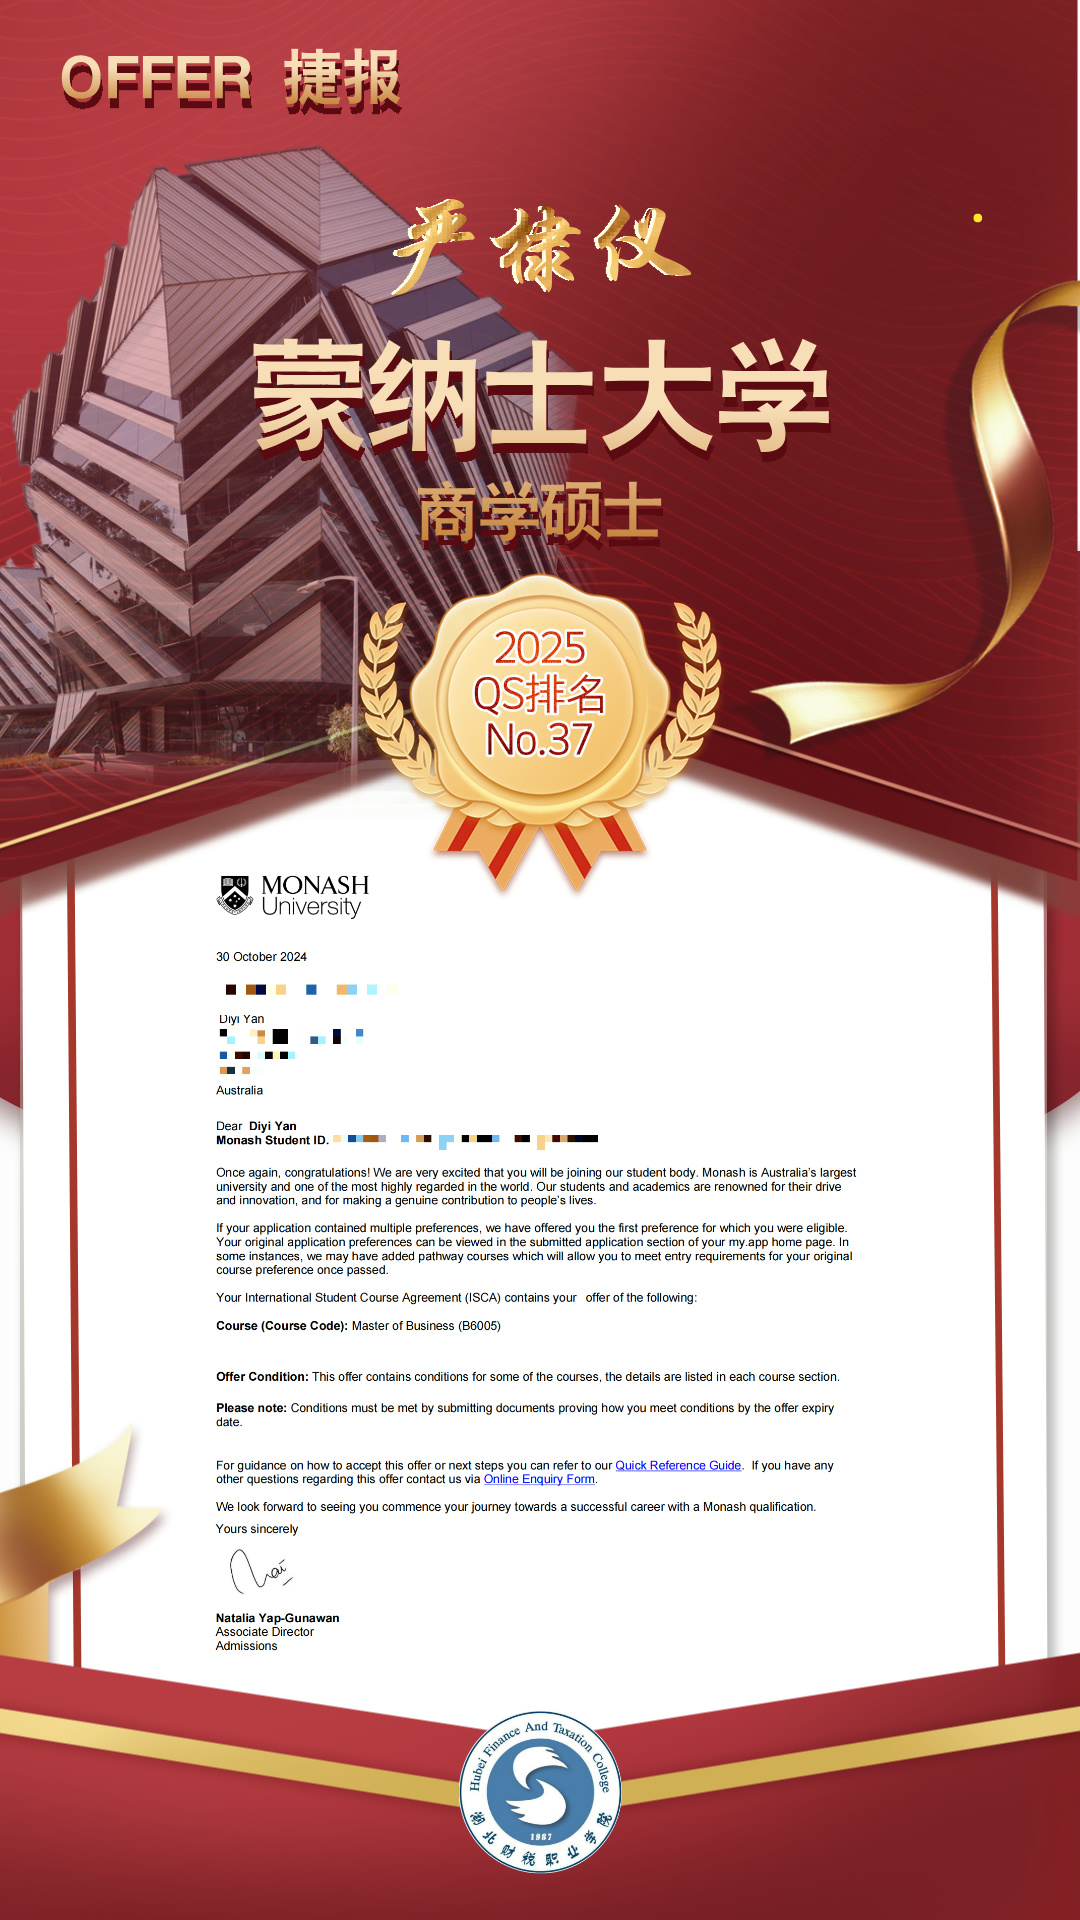 OFFER 捷报
严棣仪
蒙纳士大学
商学硕士
2025
QS排名
No.37
MONASH
University
30 October 2024
Diyi Yan
Australia
Dear Diyi Yan
Monash Student ID.
Once again, congratulations! We are very excited that you will be joining our student body. Monash is Australia's largest
university and one of the most highly regarded in the world. Our students and academics are renowned for their drive
and innovation, and for making a genuine contribution to people's lives.
If your application contained multiple preferences, we have offered you the first preference for which you were eligible.
Your original application preferences can be viewed in the submitted application section of your my.app home page. In
some instances, we may have added pathway courses which will allow you to meet entry requirements for your original
course preference once passed.
Your International Student Course Agreement (ISCA) contains your offer of the following:
Course (Course Code): Master of Business (B6005)
Offer Condition: This offer contains conditions for some of the courses, the details are listed in each course section.
Please note: Conditions must be met by submitting documents proving how you meet conditions by the offer expiry
date.
For guidance on how to accept this offer or next steps you can refer to our Quick Reference Guide. If you have any
other questions regarding this offer contact us via Online Enquiry Form.
We look forward to seeing you commence your journey towards a successful career with a Monash qualification.
Yours sincerely
Natalia Yap-Gunawan
Associate Director
Admissions
Hubei Finance And Taxation College
1987
湖北财税职业学院